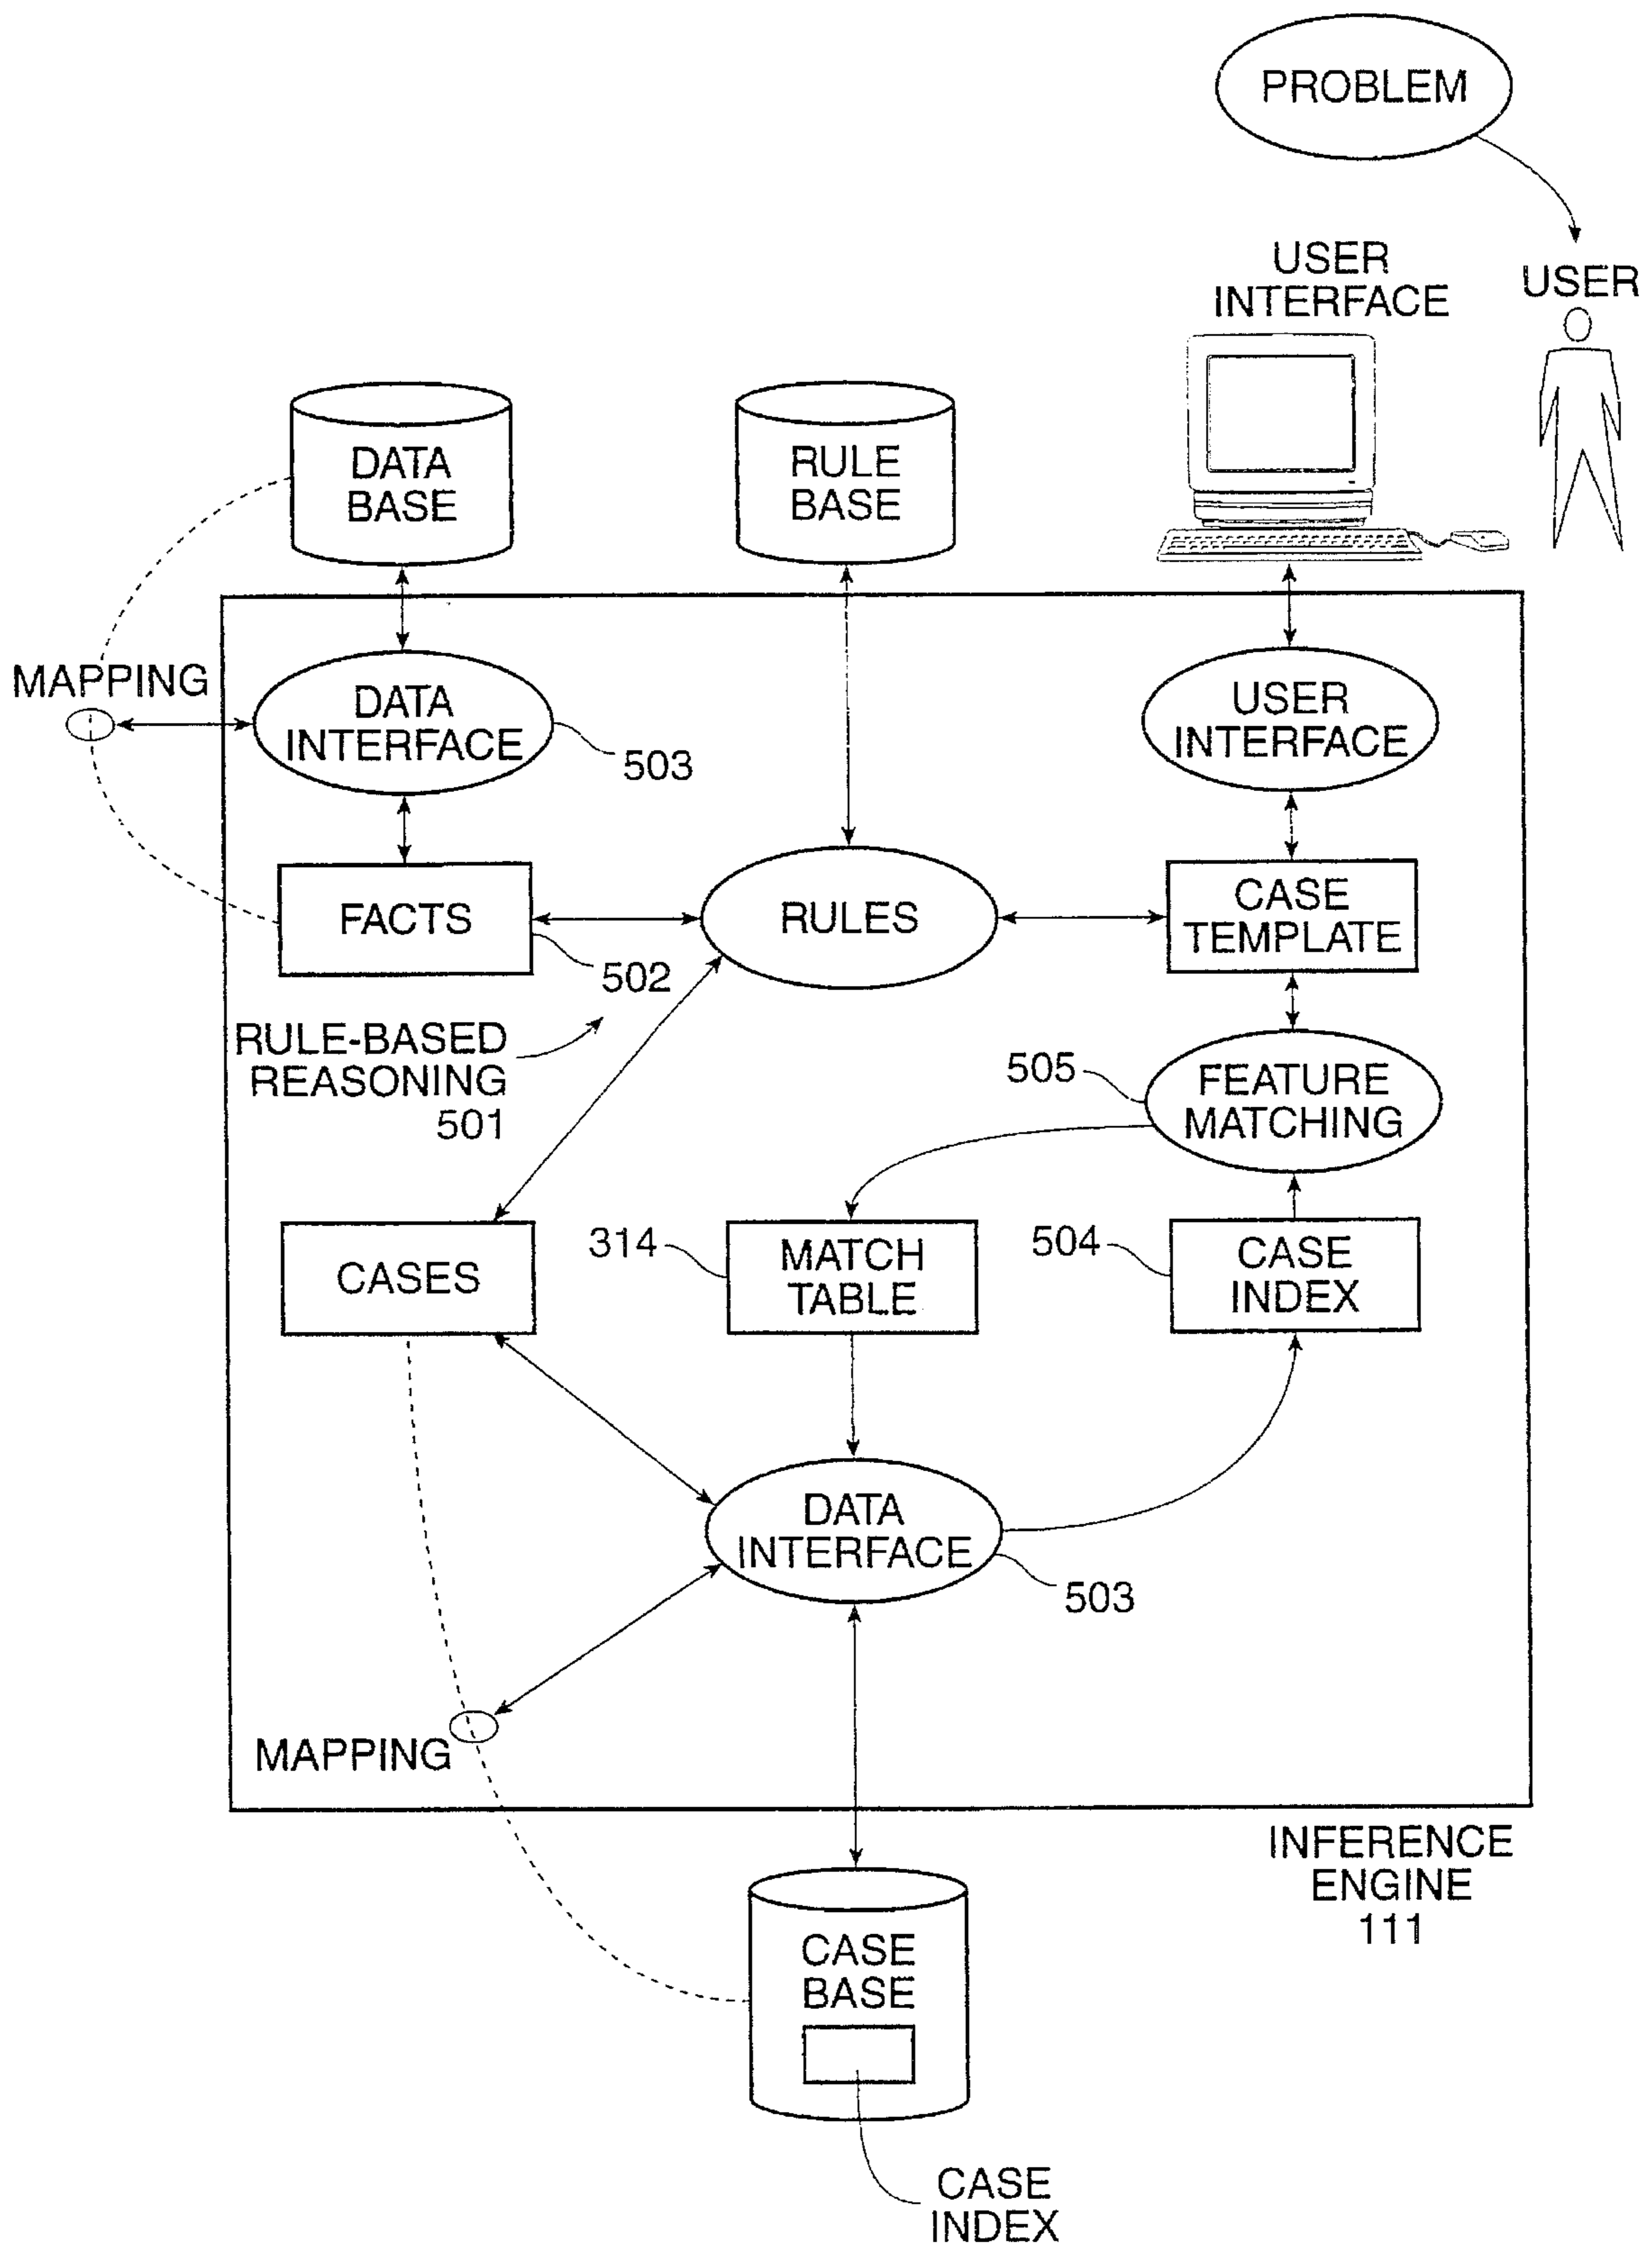 PROBLEM
USER
INTERFACE
USER
DATA
BASE
RULE
BASE
MAPPING
DATA
INTERFACE
503
USER
INTERFACE
FACTS
502
RULES
CASE
TEMPLATE
RULE-BASED
REASONING
501
505
FEATURE
MATCHING
CASES
314
MATCH
TABLE
504
CASE
INDEX
DATA
INTERFACE
503
MAPPING
INFERENCE
ENGINE
111
CASE
BASE
CASE
INDEX